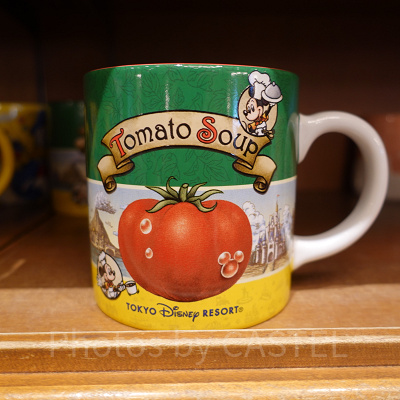 Tomato Soup
TOKYO Disney RESORT®
Photos by CASTEL